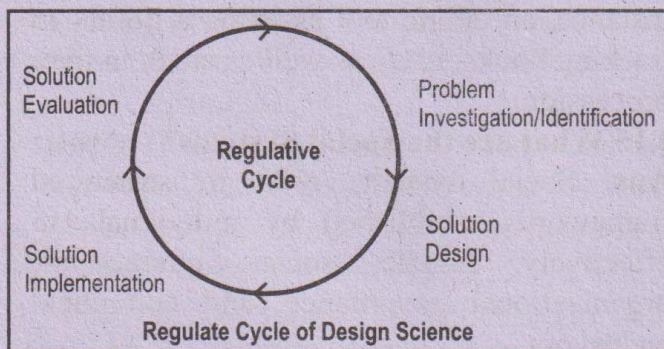 Solution
Evaluation
Problem
Investigation/Identification
Regulative
Cycle
Solution
Design
Solution
Implementation
Regulate Cycle of Design Science